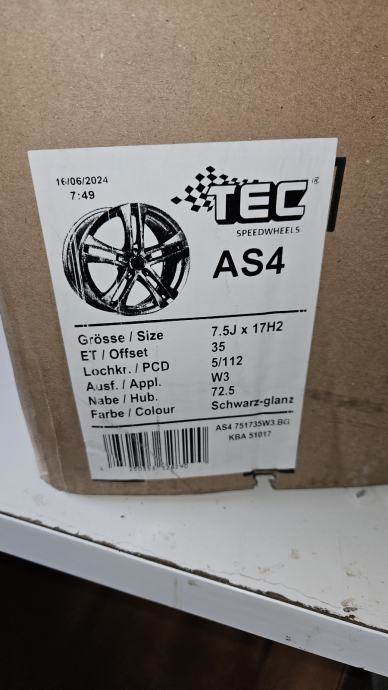 16/06/2024
7:49
TEC®
SPEEDWHEELS
AS4
Grösse / Size 7.5J x 17H2
ET / Offset 35
Lochkr. / PCD 5/112
Ausf. / Appl. W3
Nabe / Hub. 72.5
Farbe / Colour Schwarz-glanz
AS4 751735W3.BG
KBA 51017